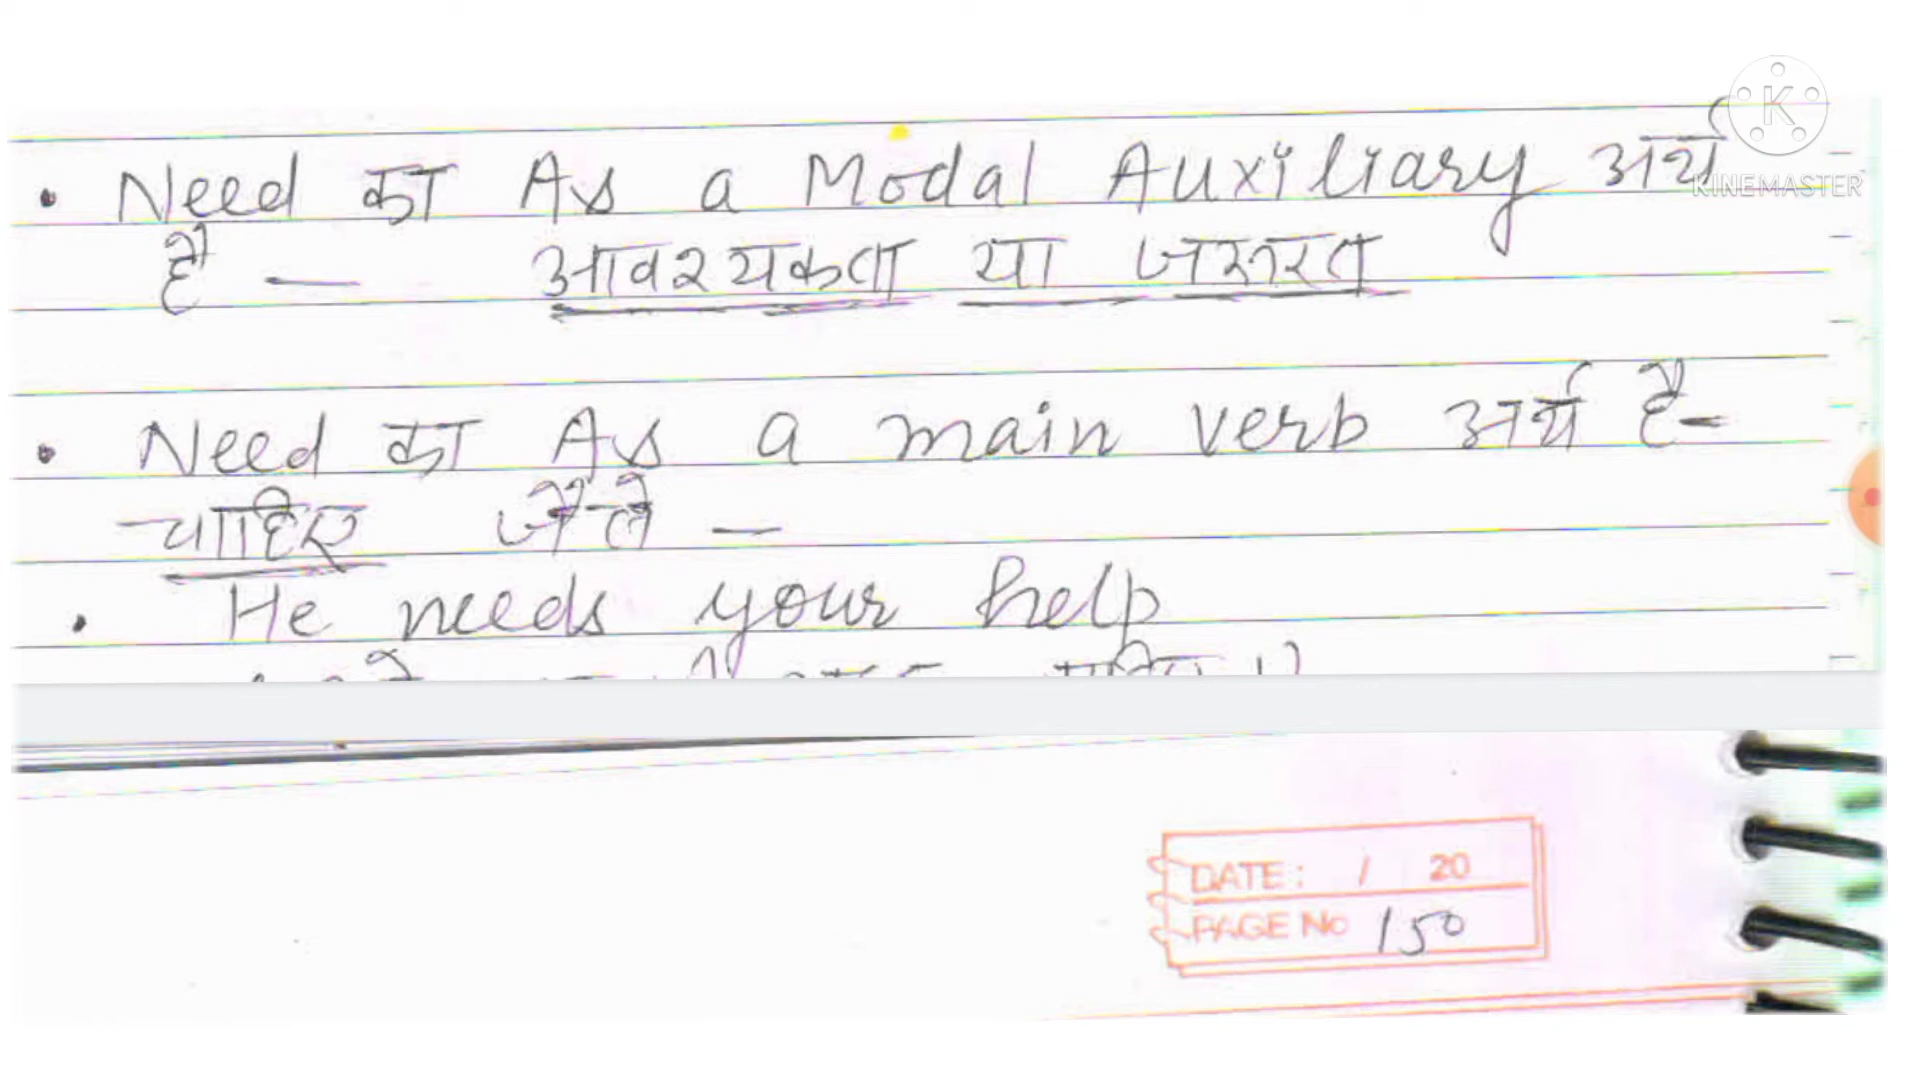 • Need का As a Modal Auxiliary अर्थ
है — आवश्यकता या जरूरत
• Need का As a main verb अर्थ है-
चाहिए जैसे —
• He needs your help
DATE: / 20
PAGE No 150
K
KINEMASTER